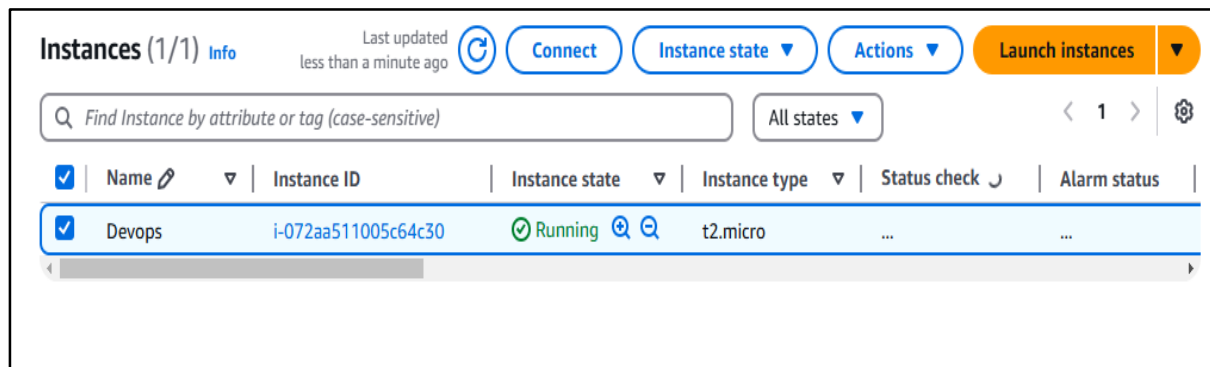 Instances (1/1) Info
Last updated
less than a minute ago
Connect
Instance state
Actions
Launch instances
Find Instance by attribute or tag (case-sensitive)
All states
1
Name Instance ID Instance state Instance type Status check Alarm status
Devops i-072aa511005c64c30 Running t2.micro ... ...